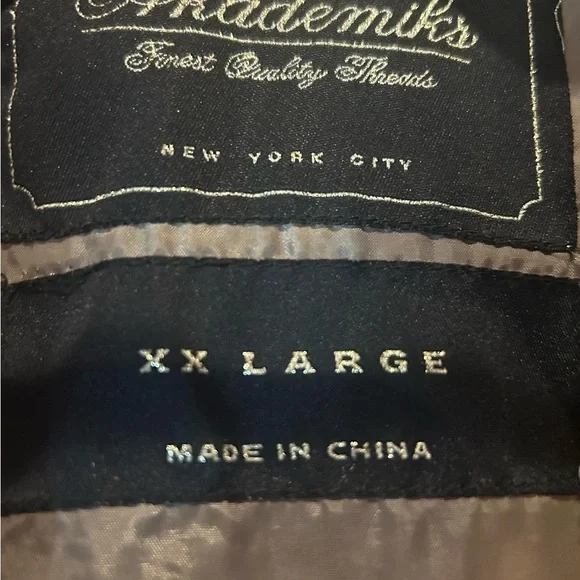 Akademiks
Finest Quality Threads
NEW YORK CITY
XX LARGE
MADE IN CHINA